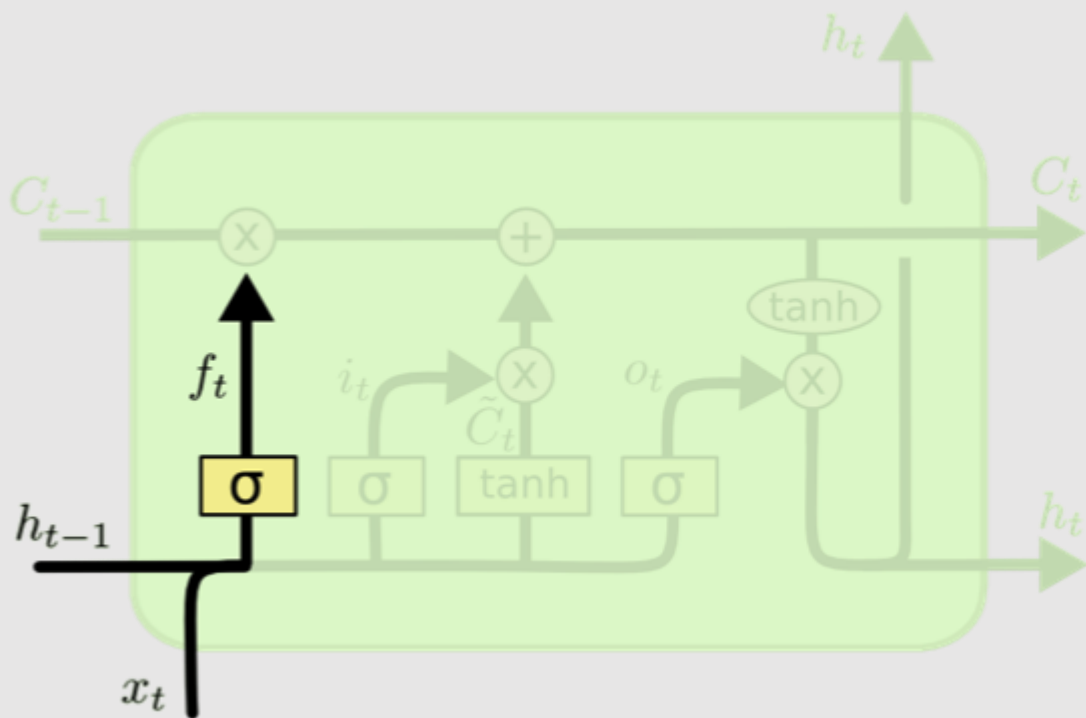 h_t
C_{t-1}
C_t
x
+
tanh
f_t
i_t
x
o_t
x
C̃_t
σ
σ
tanh
σ
h_{t-1}
h_t
x_t